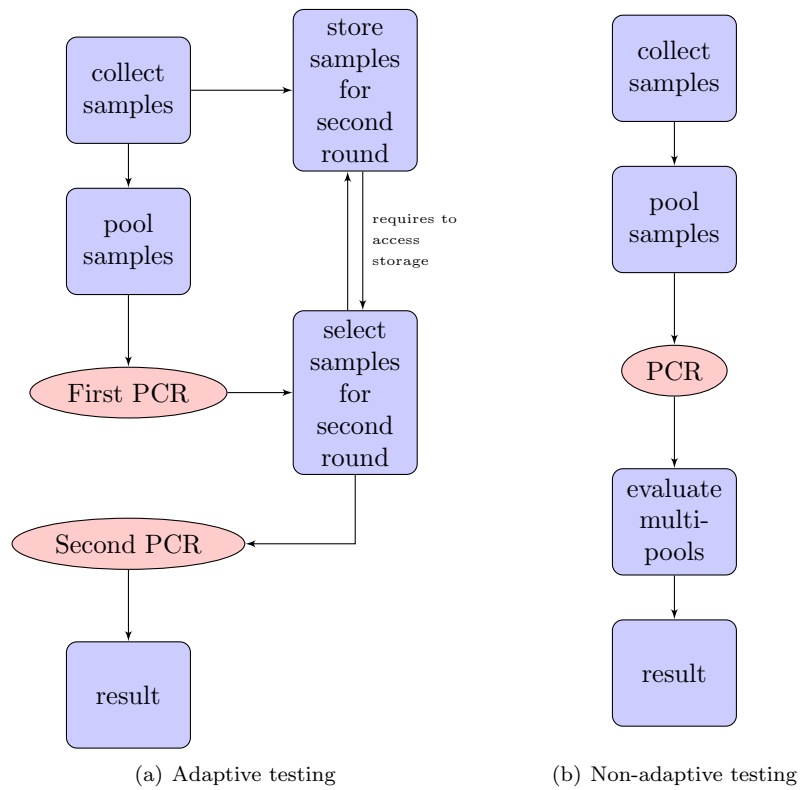 collect
samples
store
samples
for
second
round
pool
samples
requires to
access
storage
First PCR
select
samples
for
second
round
Second PCR
result
(a) Adaptive testing
collect
samples
pool
samples
PCR
evaluate
multi-
pools
result
(b) Non-adaptive testing